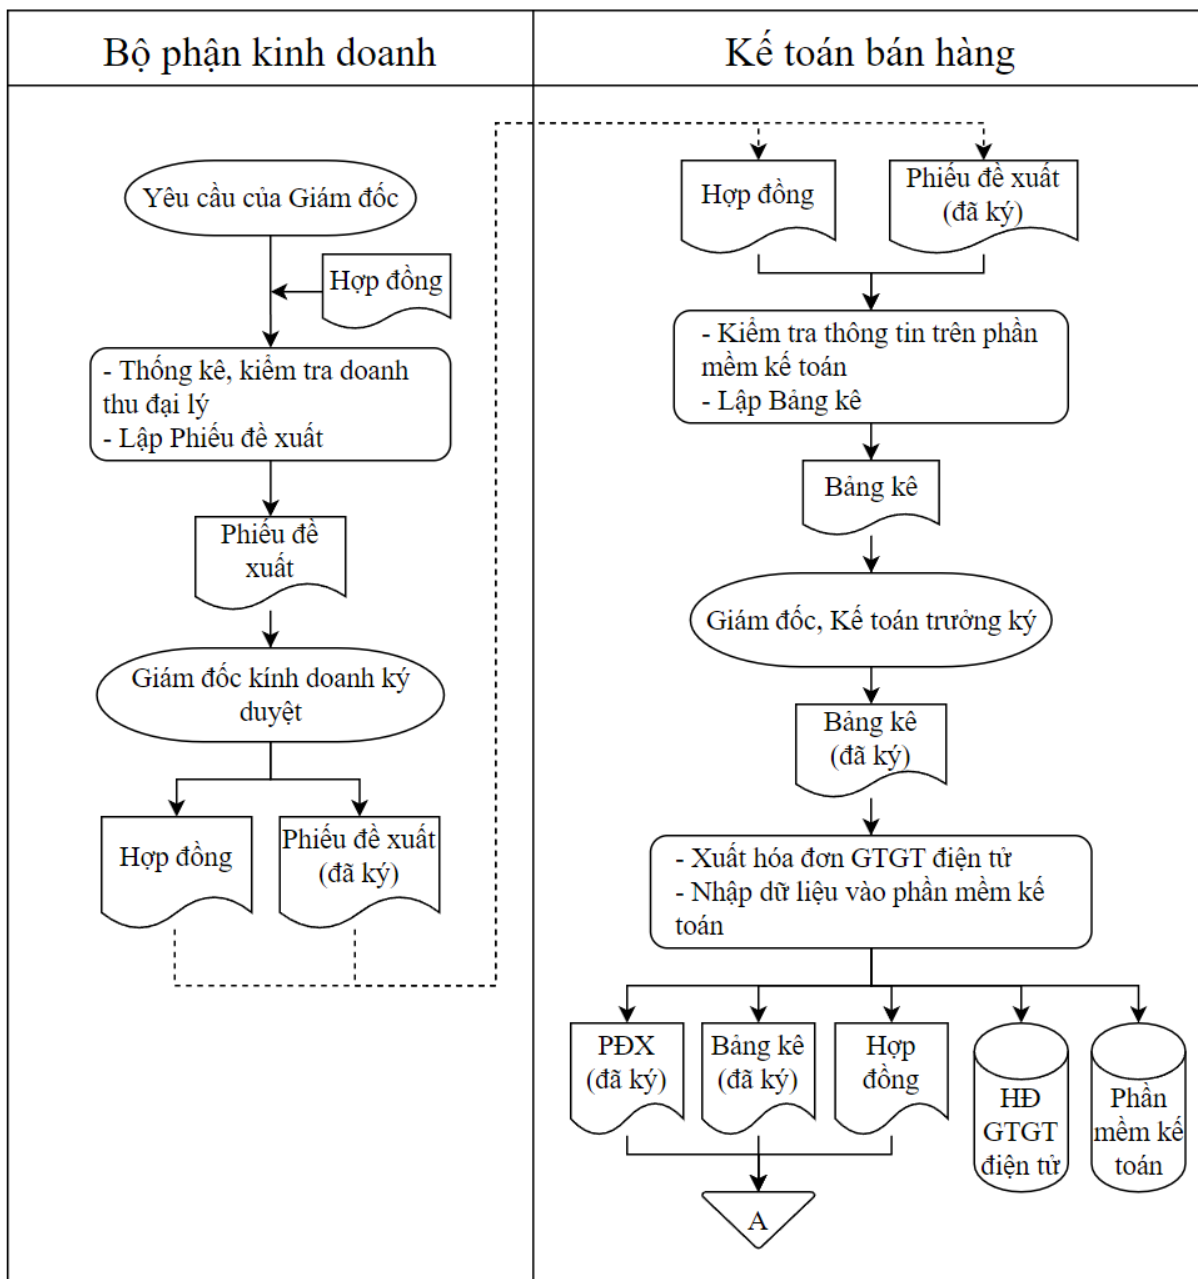 Bộ phận kinh doanh
Kế toán bán hàng
Yêu cầu của Giám đốc
Hợp đồng
- Thống kê, kiểm tra doanh
thu đại lý
- Lập Phiếu đề xuất
Phiếu đề
xuất
Giám đốc kính doanh ký
duyệt
Hợp đồng
Phiếu đề xuất
(đã ký)
Hợp đồng
Phiếu đề xuất
(đã ký)
- Kiểm tra thông tin trên phần
mềm kế toán
- Lập Bảng kê
Bảng kê
Giám đốc, Kế toán trưởng ký
Bảng kê
(đã ký)
- Xuất hóa đơn GTGT điện tử
- Nhập dữ liệu vào phần mềm kế
toán
PĐX
(đã ký)
Bảng kê
(đã ký)
Hợp
đồng
HĐ
GTGT
điện tử
Phần
mềm kế
toán
A